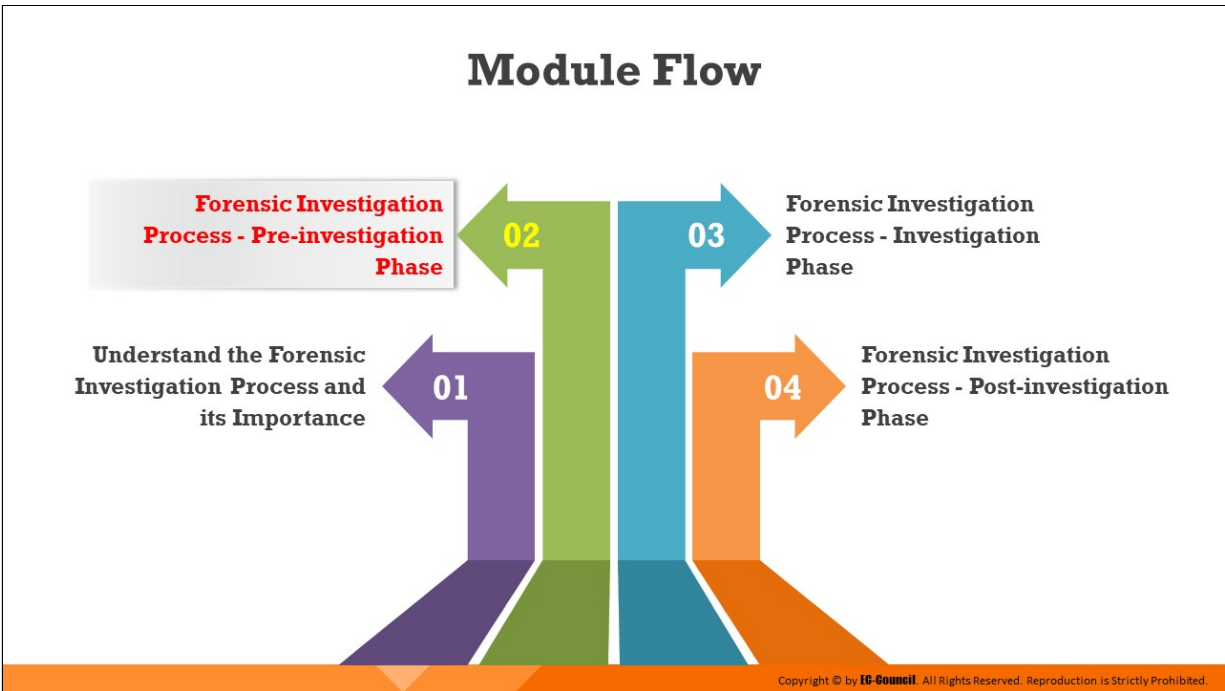 Module Flow
Forensic Investigation
Process - Pre-investigation
Phase
02
03
Forensic Investigation
Process - Investigation
Phase
Understand the Forensic
Investigation Process and
its Importance
01
04
Forensic Investigation
Process - Post-investigation
Phase
Copyright © by EC-Council. All Rights Reserved. Reproduction is Strictly Prohibited.